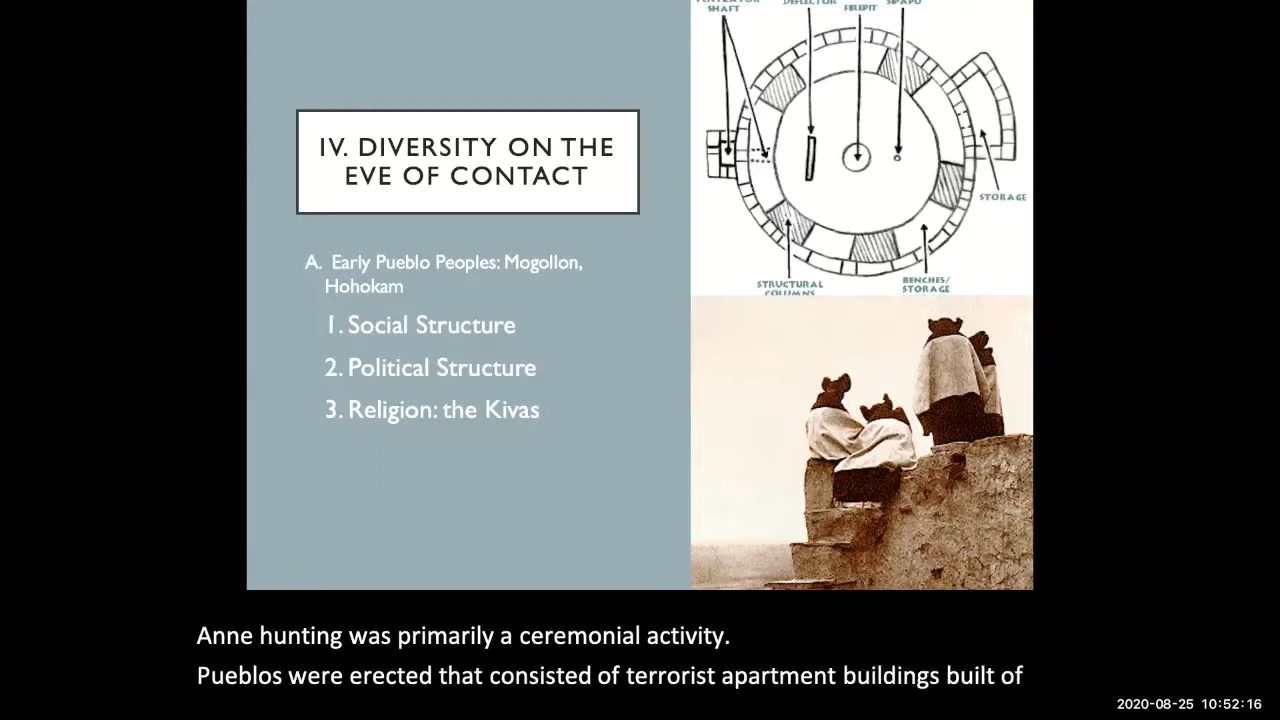 SHAFT
DEFLECTOR
FIREPIT
SIPAPU
IV. DIVERSITY ON THE
EVE OF CONTACT
STORAGE
A. Early Pueblo Peoples: Mogollon,
Hohokam
STRUCTURAL
COLUMNS
BENCHES/
STORAGE
1. Social Structure
2. Political Structure
3. Religion: the Kivas
Anne hunting was primarily a ceremonial activity.
Pueblos were erected that consisted of terrorist apartment buildings built of
2020-08-25 10:52:16